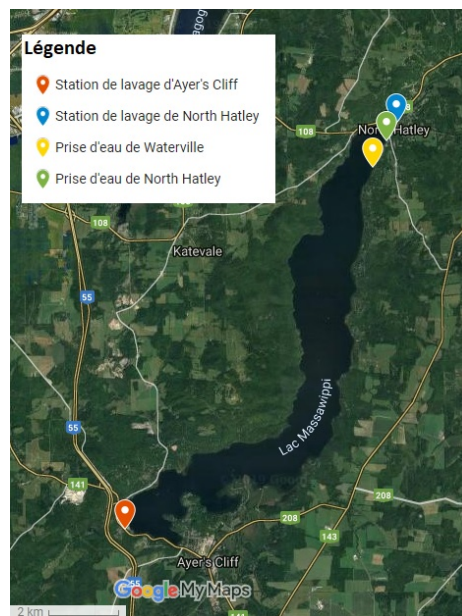 Légende
Station de lavage d'Ayer's Cliff
Station de lavage de North Hatley
Prise d'eau de Waterville
Prise d'eau de North Hatley
108
108
North Hatley
108
Katevale
55
55
Lac Massawippi
141
208
208
143
55
Ayer's Cliff
Google My Maps
141
2 km